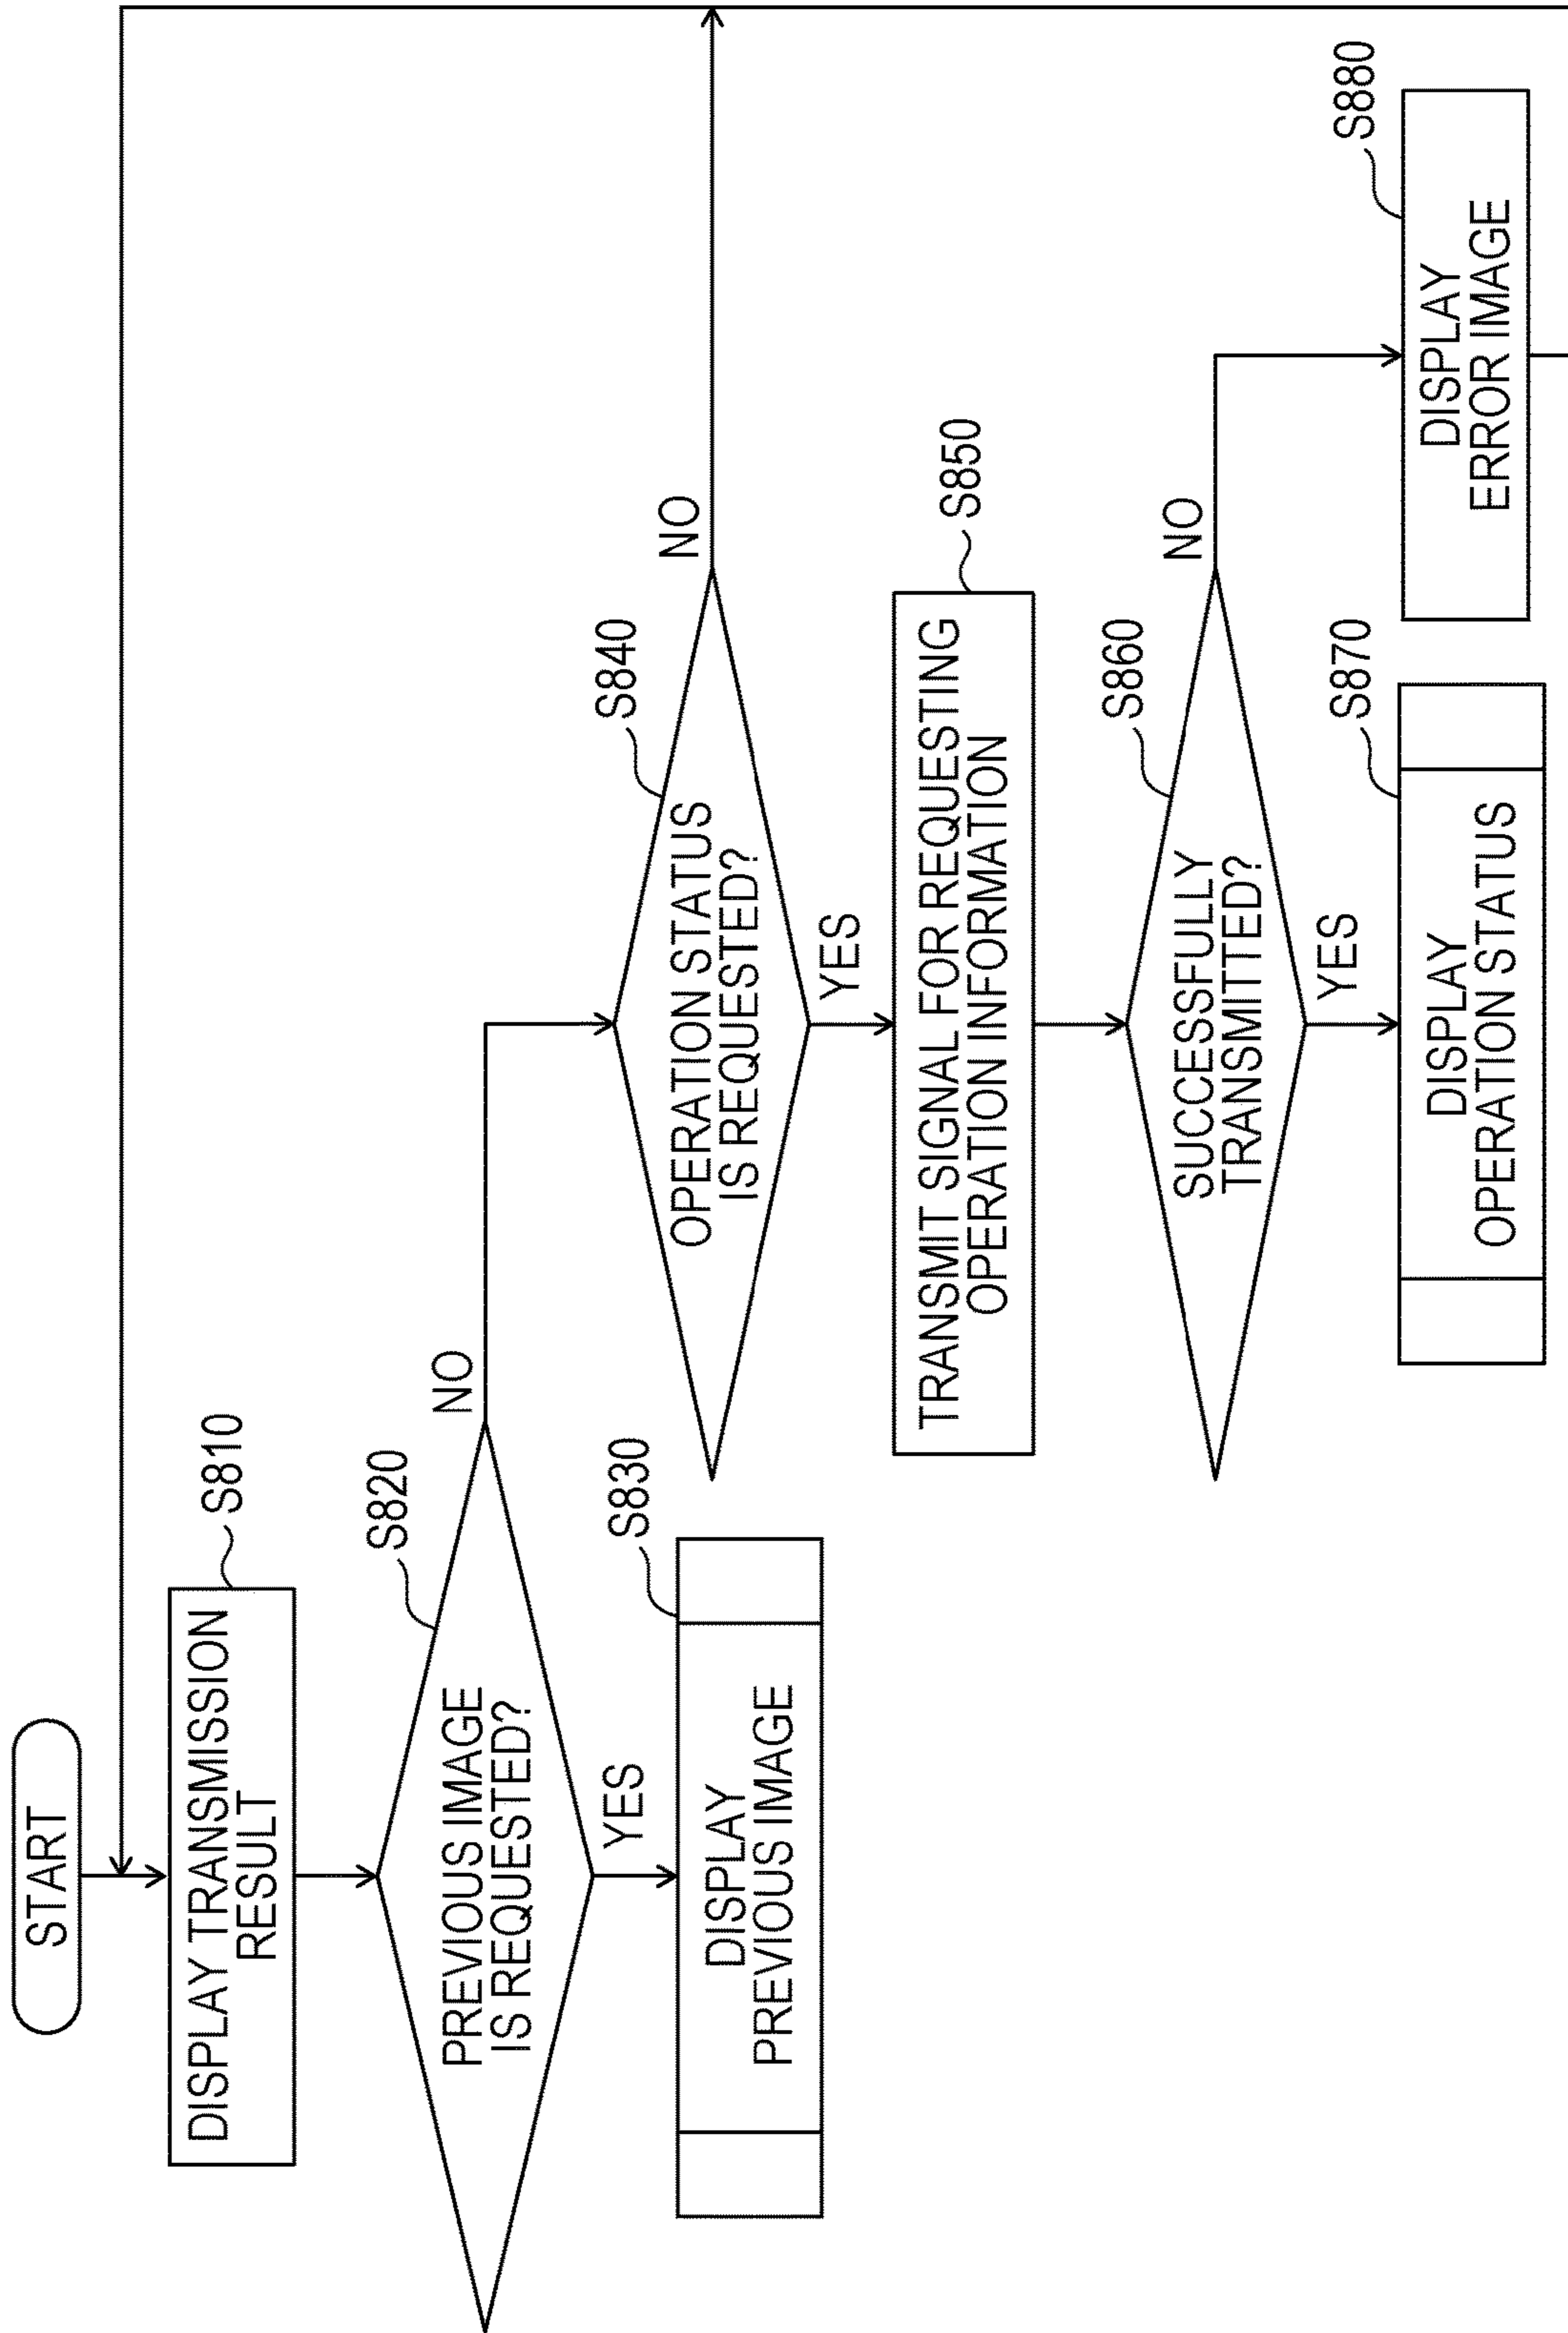 START
DISPLAY TRANSMISSION
RESULT
S810
PREVIOUS IMAGE
IS REQUESTED?
S820
NO
YES
DISPLAY
PREVIOUS IMAGE
S830
OPERATION STATUS
IS REQUESTED?
S840
NO
YES
TRANSMIT SIGNAL FOR REQUESTING
OPERATION INFORMATION
S850
SUCCESSFULLY
TRANSMITTED?
S860
NO
YES
DISPLAY
OPERATION STATUS
S870
DISPLAY
ERROR IMAGE
S880